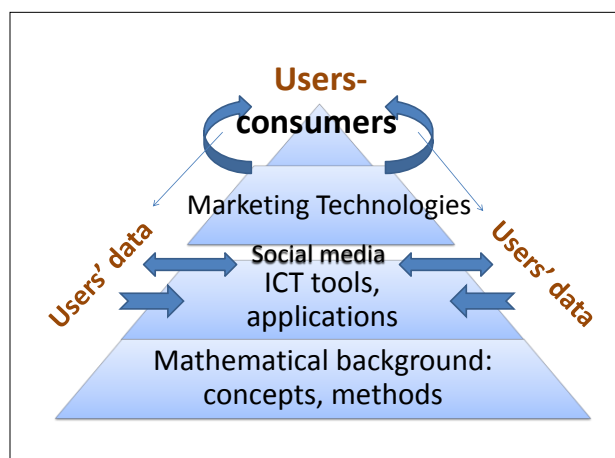 Users-
consumers
Marketing Technologies
Users' data
Users' data
Social media
ICT tools,
applications
Mathematical background:
concepts, methods